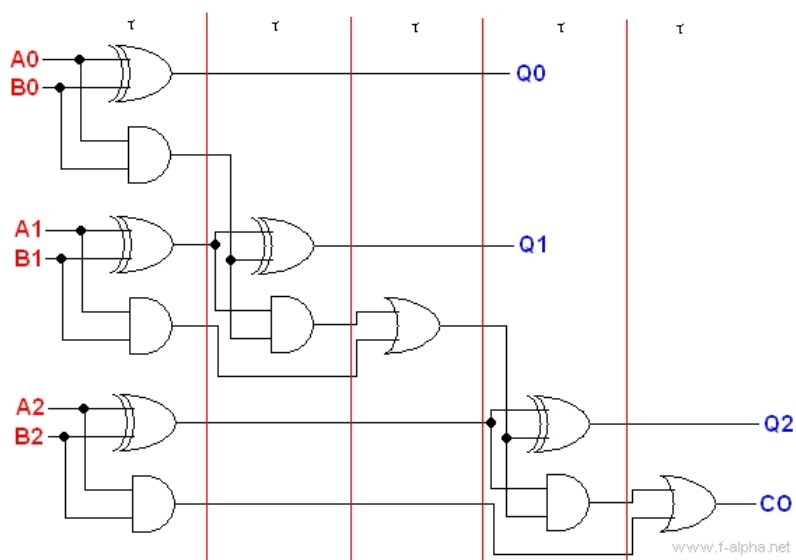 τ τ τ τ τ
A0
B0
Q0
A1
B1
Q1
A2
B2
Q2
CO
www.f-alpha.net